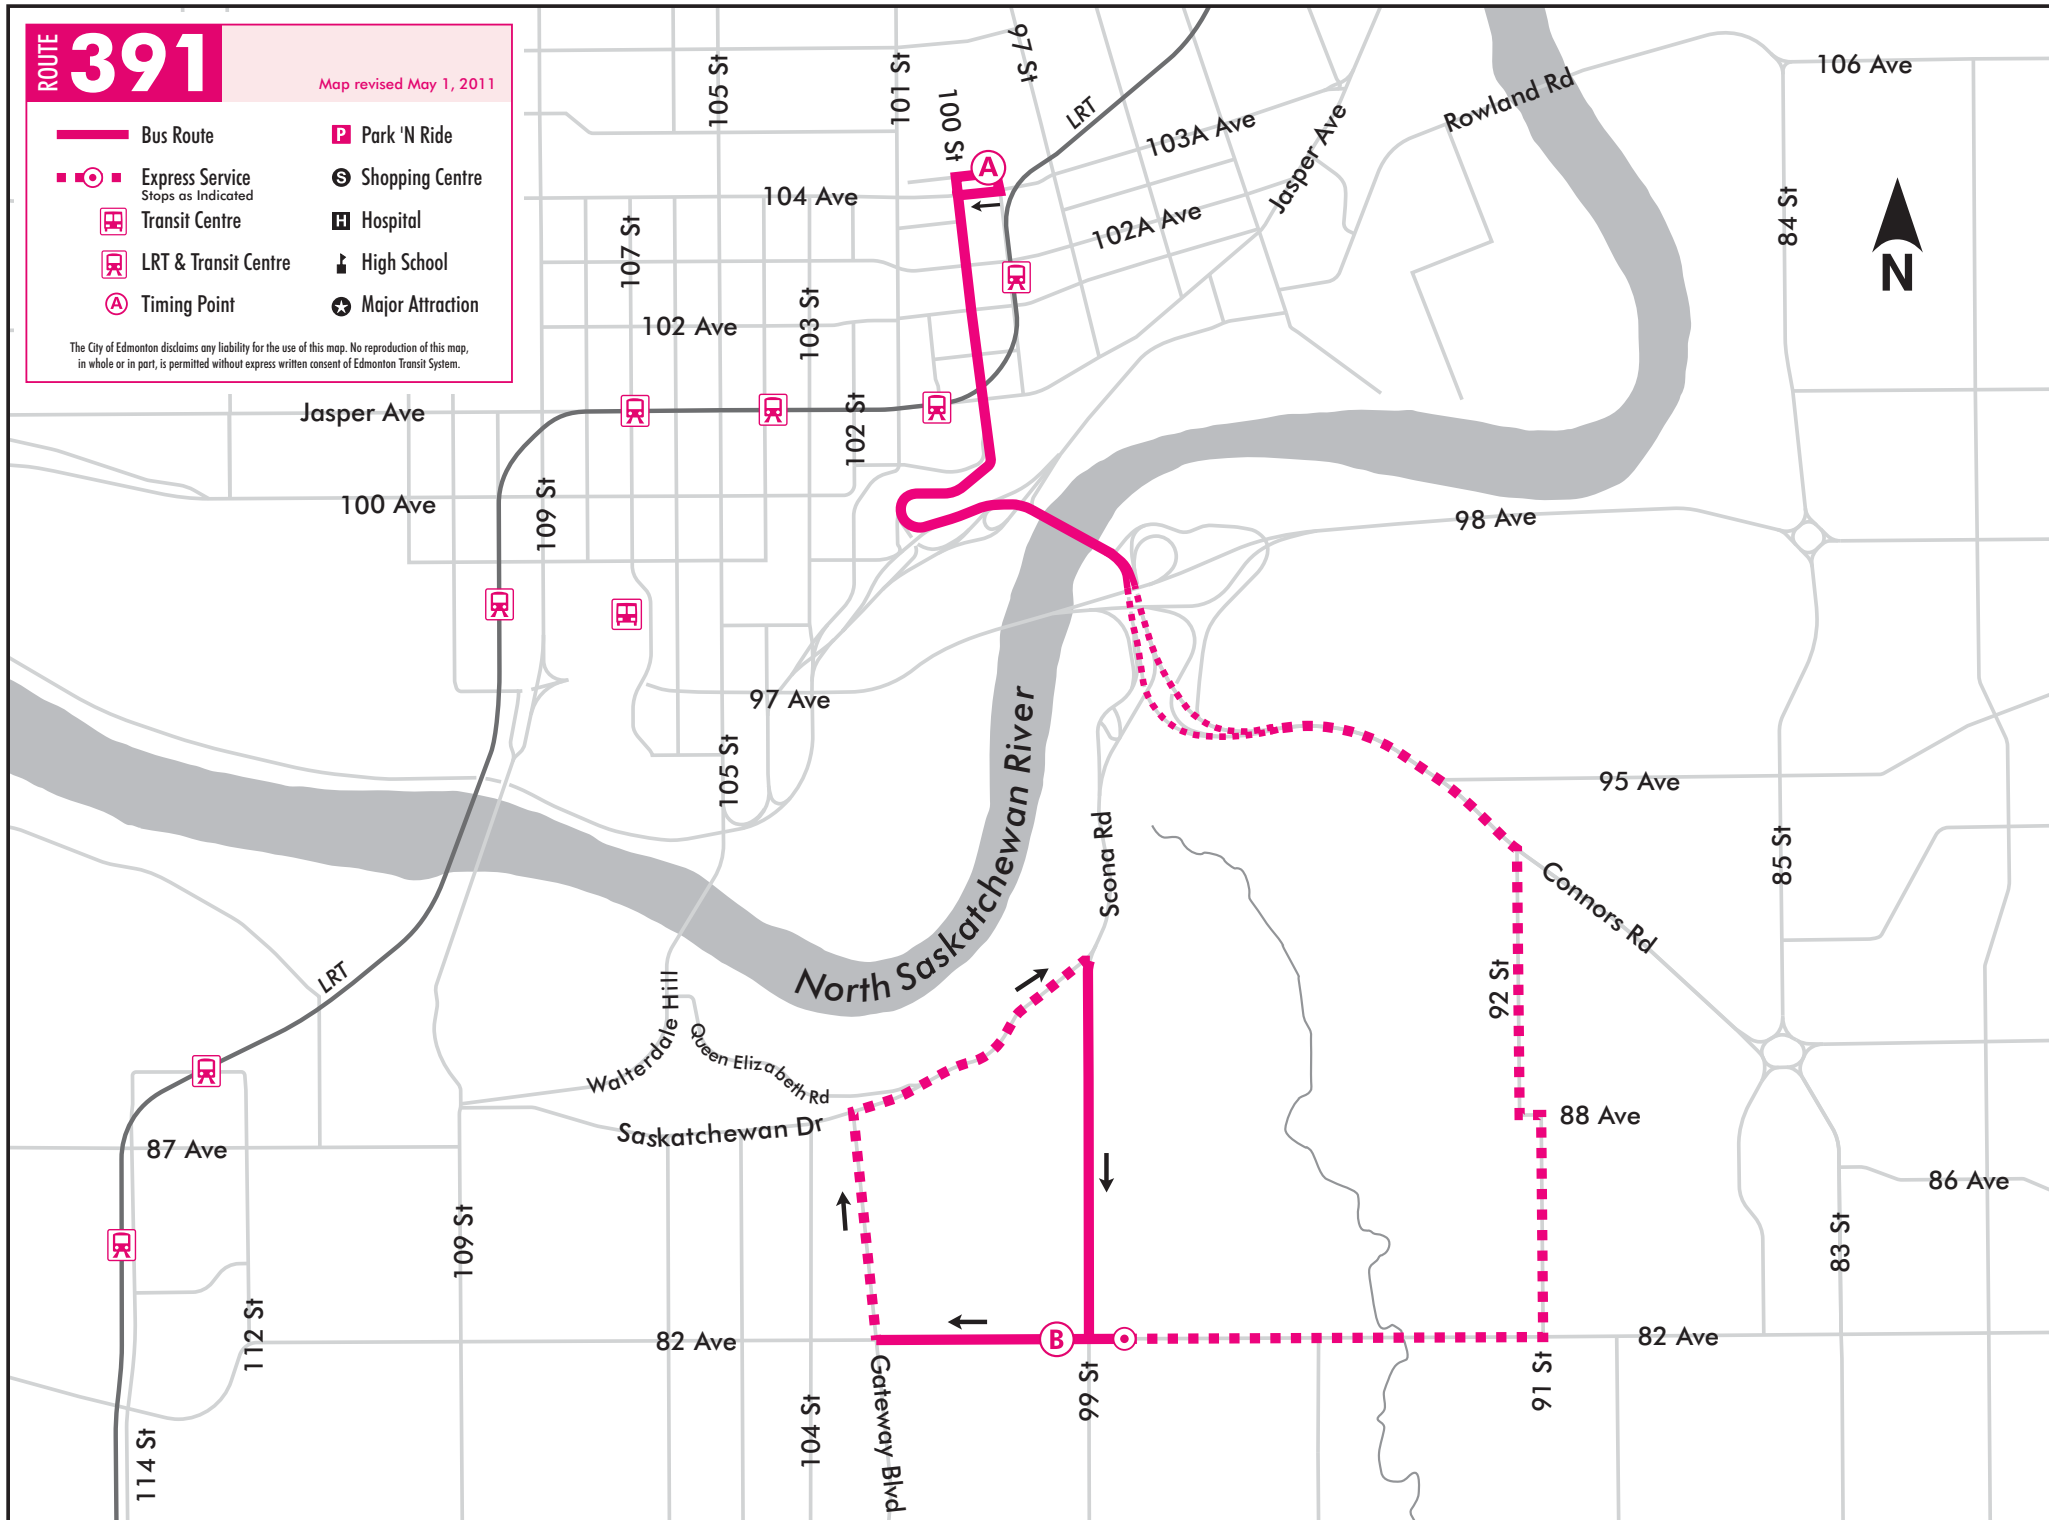 ROUTE 391
Map revised May 1, 2011
Bus Route
P Park 'N Ride
Express Service
Stops as Indicated
S Shopping Centre
Transit Centre
H Hospital
LRT & Transit Centre
High School
A Timing Point
Major Attraction
The City of Edmonton disclaims any liability for the use of this map. No reproduction of this map,
in whole or in part, is permitted without express written consent of Edmonton Transit System.
97 St
105 St
101 St
100 St
LRT
103A Ave
Jasper Ave
Rowland Rd
106 Ave
A
104 Ave
107 St
102A Ave
84 St
N
102 Ave
103 St
Jasper Ave
102 St
100 Ave
109 St
98 Ave
97 Ave
105 St
North Saskatchewan River
95 Ave
Scona Rd
85 St
Connors Rd
LRT
92 St
Walterdale Hill
Queen Elizabeth Rd
Saskatchewan Dr
88 Ave
87 Ave
86 Ave
109 St
83 St
112 St
82 Ave
B
82 Ave
99 St
91 St
Gateway Blvd
104 St
114 St